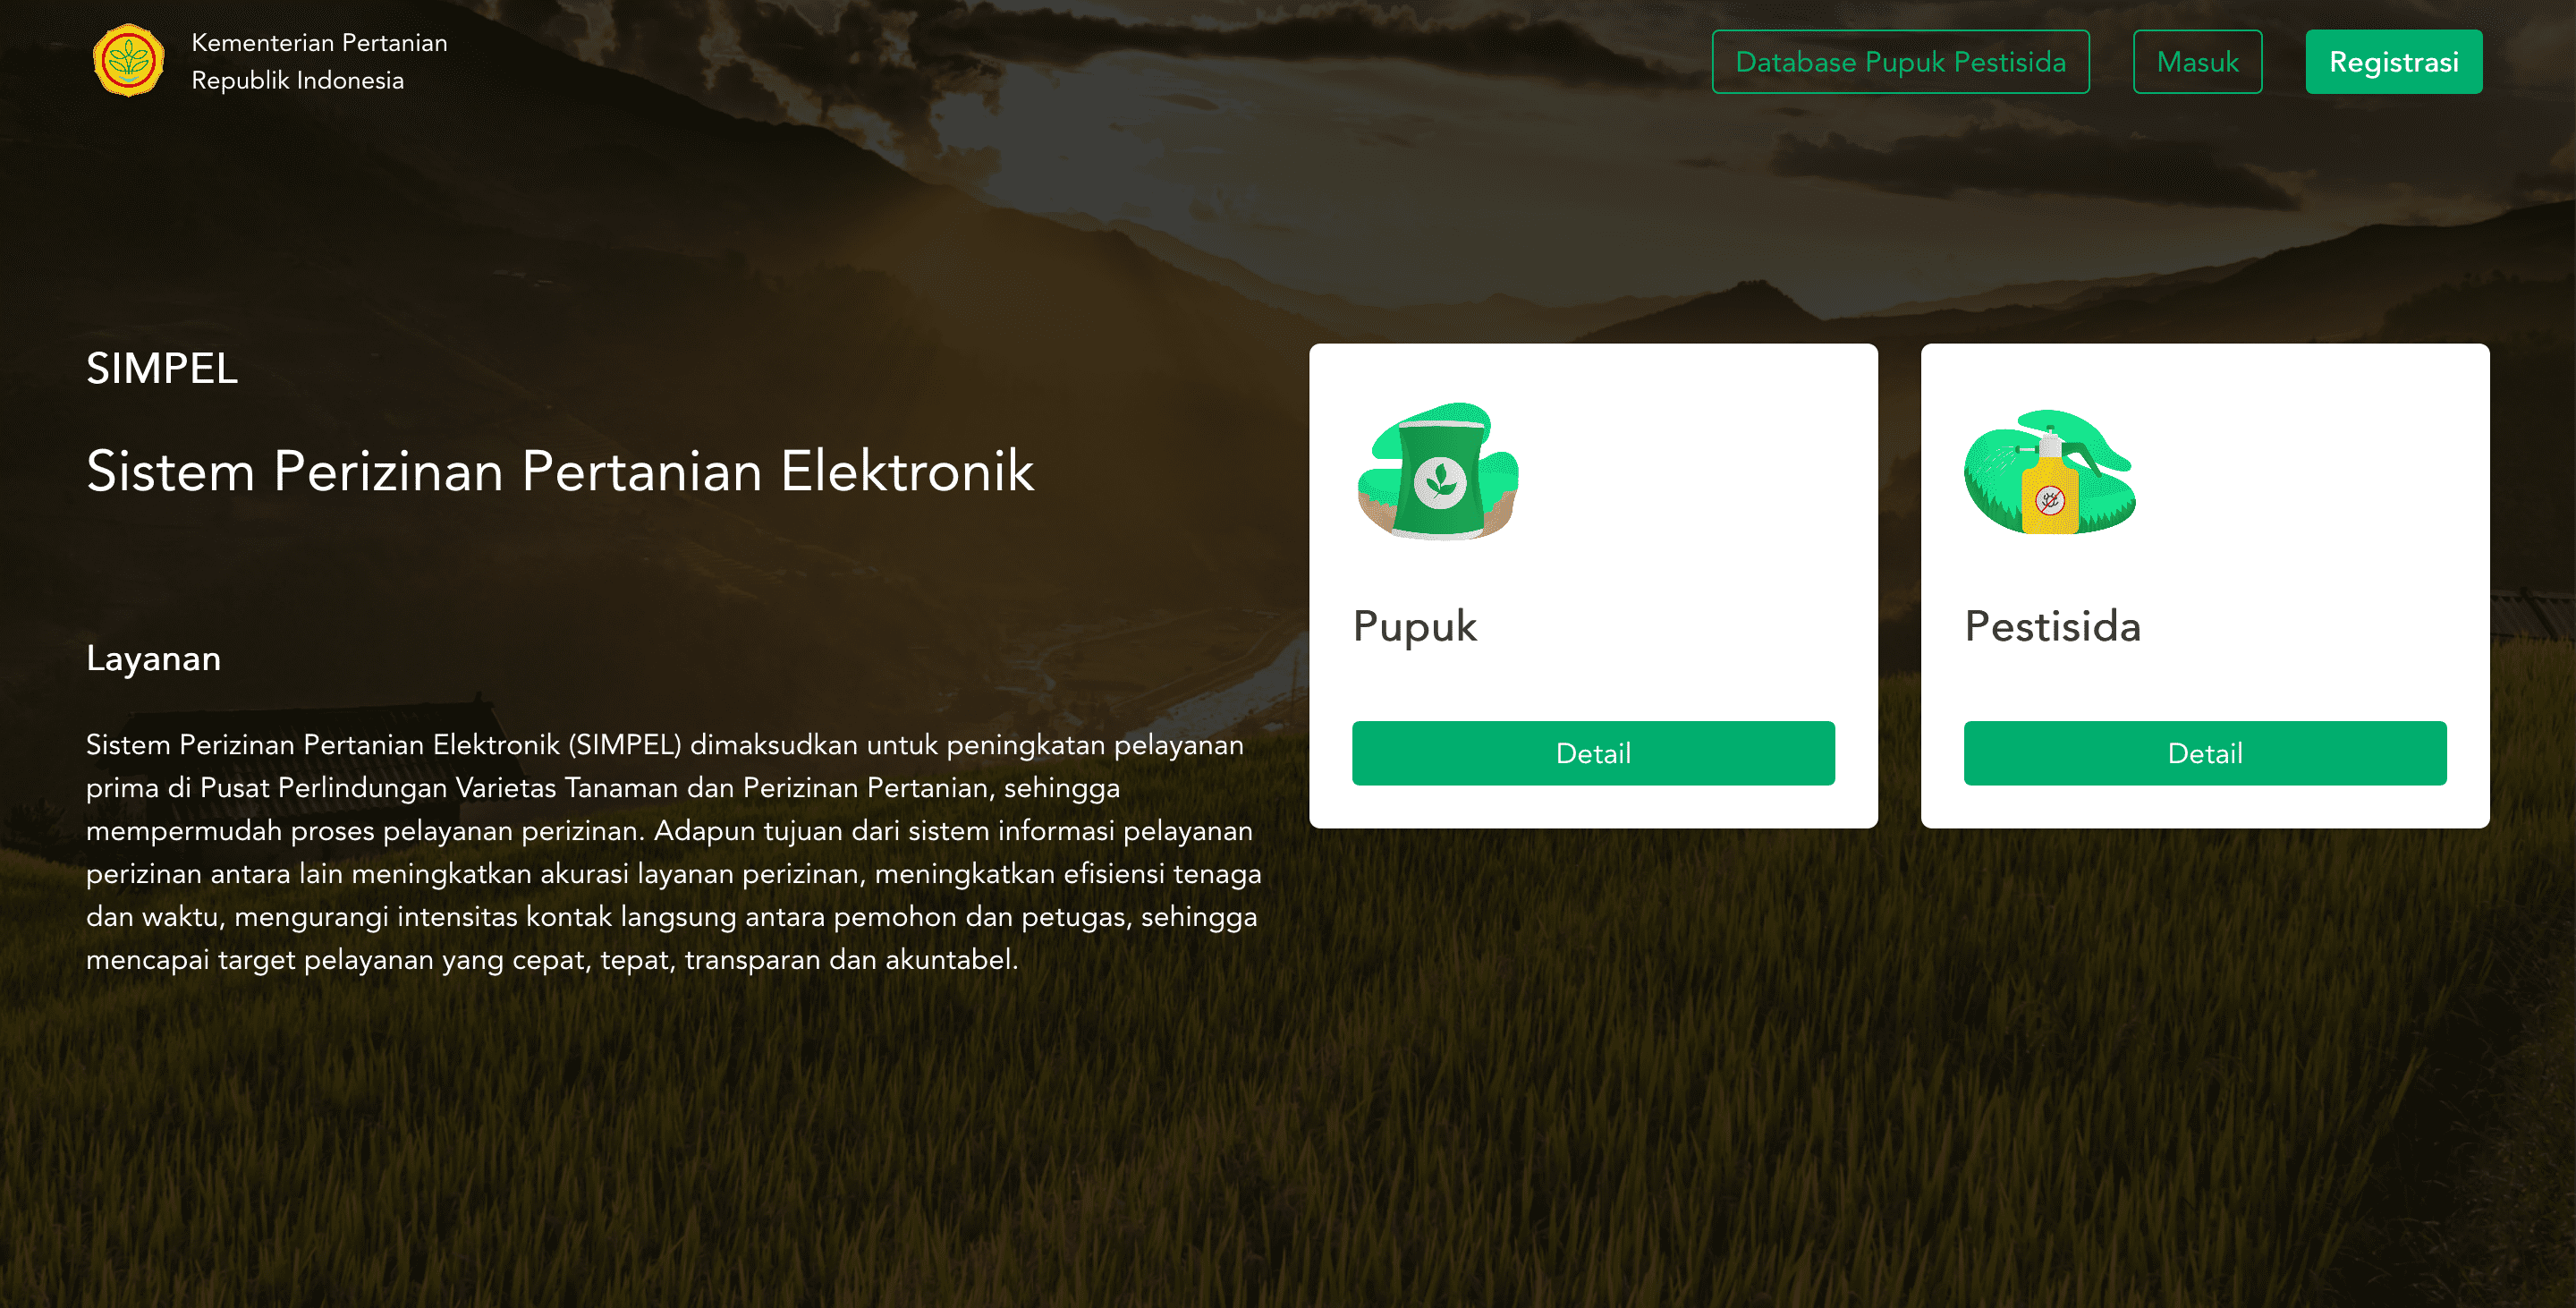 Kementerian Pertanian
Republik Indonesia
Database Pupuk Pestisida
Masuk
Registrasi
SIMPEL
Sistem Perizinan Pertanian Elektronik
Layanan
Sistem Perizinan Pertanian Elektronik (SIMPEL) dimaksudkan untuk peningkatan pelayanan
prima di Pusat Perlindungan Varietas Tanaman dan Perizinan Pertanian, sehingga
mempermudah proses pelayanan perizinan. Adapun tujuan dari sistem informasi pelayanan
perizinan antara lain meningkatkan akurasi layanan perizinan, meningkatkan efisiensi tenaga
dan waktu, mengurangi intensitas kontak langsung antara pemohon dan petugas, sehingga
mencapai target pelayanan yang cepat, tepat, transparan dan akuntabel.
Pupuk
Detail
Pestisida
Detail